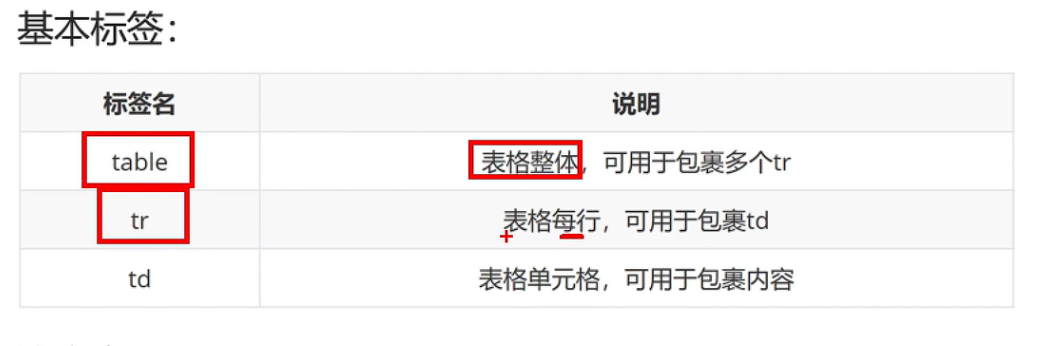 基本标签：
标签名 说明
table 表格整体，可用于包裹多个tr
tr 表格每行，可用于包裹td
td 表格单元格，可用于包裹内容